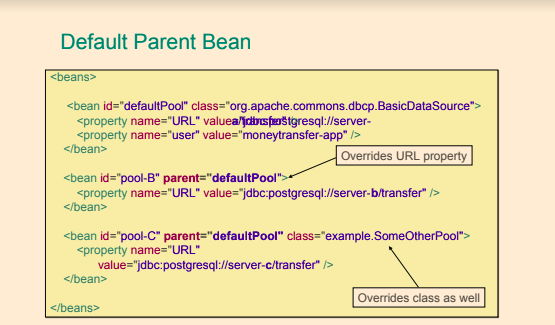 Default Parent Bean
<beans>
<bean id="defaultPool" class="org.apache.commons.dbcp.BasicDataSource">
<property name="URL" value="jdbc:postgresql://server-
a/transfer" />
<property name="user" value="moneytransfer-app" />
</bean>
Overrides URL property
<bean id="pool-B" parent="defaultPool">
<property name="URL" value="jdbc:postgresql://server-b/transfer" />
</bean>
<bean id="pool-C" parent="defaultPool" class="example.SomeOtherPool">
<property name="URL"
value="jdbc:postgresql://server-c/transfer" />
</bean>
Overrides class as well
</beans>